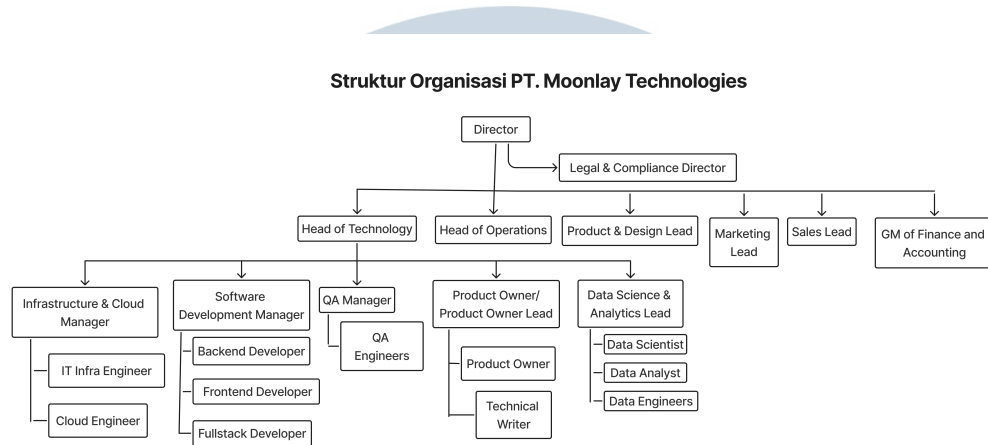 Struktur Organisasi PT. Moonlay Technologies
Director
Legal & Compliance Director
Head of Technology
Head of Operations
Product & Design Lead
Marketing
Lead
Sales Lead
GM of Finance and
Accounting
Infrastructure & Cloud
Manager
Software
Development Manager
QA Manager
Product Owner/
Product Owner Lead
Data Science &
Analytics Lead
IT Infra Engineer
Cloud Engineer
Backend Developer
Frontend Developer
Fullstack Developer
QA
Engineers
Product Owner
Technical
Writer
Data Scientist
Data Analyst
Data Engineers